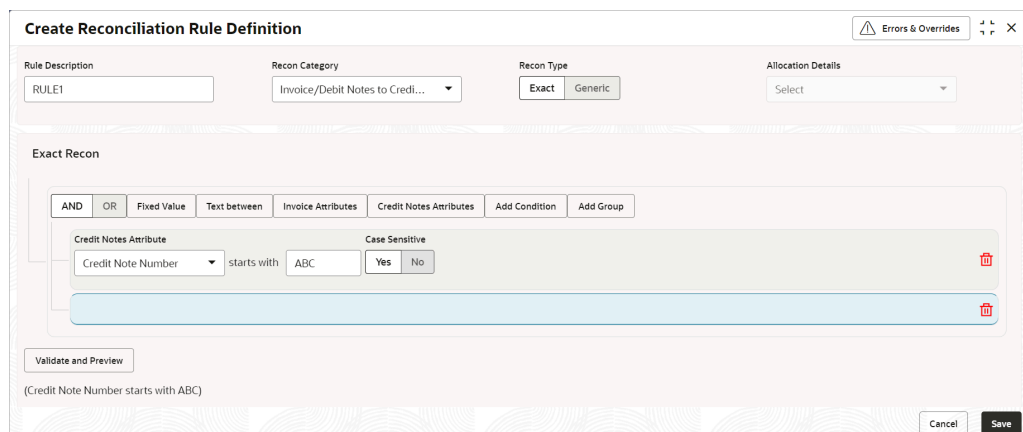 Create Reconciliation Rule Definition
Errors & Overrides
Rule Description
Recon Category
Recon Type
Allocation Details
RULE1
Invoice/Debit Notes to Credi...
Exact
Generic
Select
Exact Recon
AND
OR
Fixed Value
Text between
Invoice Attributes
Credit Notes Attributes
Add Condition
Add Group
Credit Notes Attribute
Case Sensitive
Credit Note Number
starts with
ABC
Yes
No
Validate and Preview
(Credit Note Number starts with ABC)
Cancel
Save